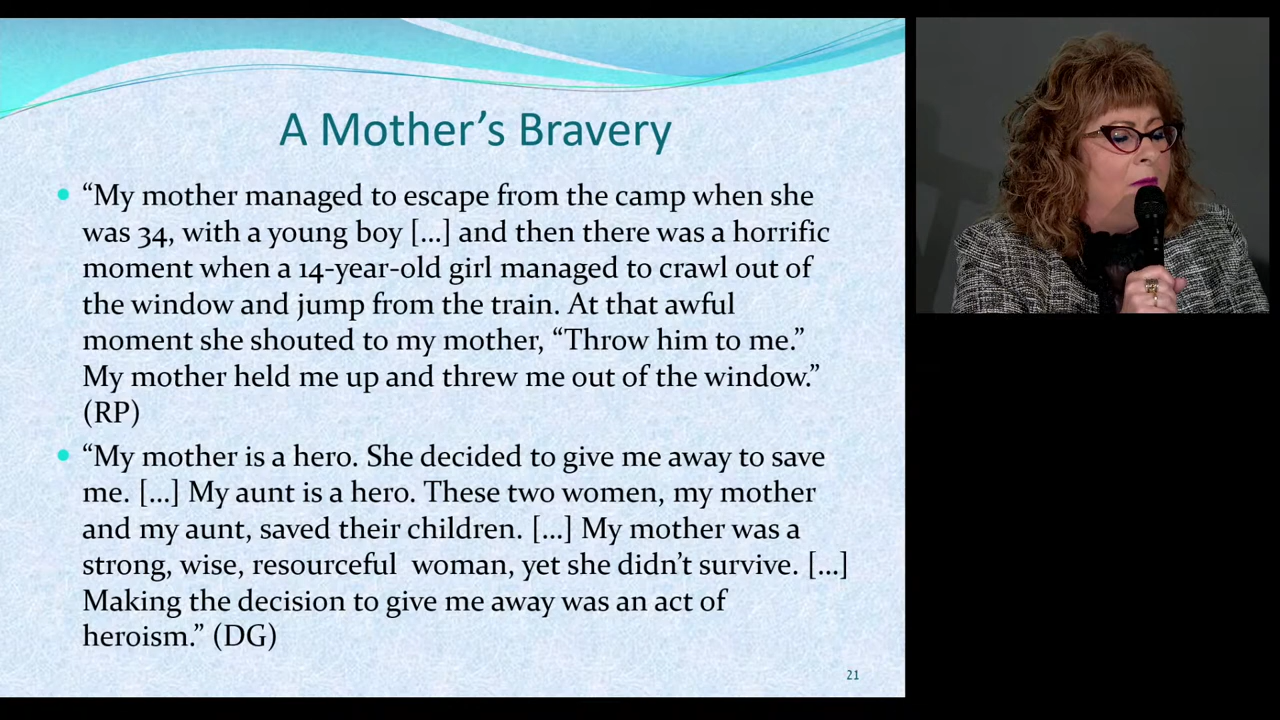 A Mother’s Bravery
• “My mother managed to escape from the camp when she
was 34, with a young boy [...] and then there was a horrific
moment when a 14-year-old girl managed to crawl out of
the window and jump from the train. At that awful
moment she shouted to my mother, “Throw him to me.”
My mother held me up and threw me out of the window.”
(RP)
• “My mother is a hero. She decided to give me away to save
me. [...] My aunt is a hero. These two women, my mother
and my aunt, saved their children. [...] My mother was a
strong, wise, resourceful  woman, yet she didn’t survive. [...]
Making the decision to give me away was an act of
heroism.” (DG)
21